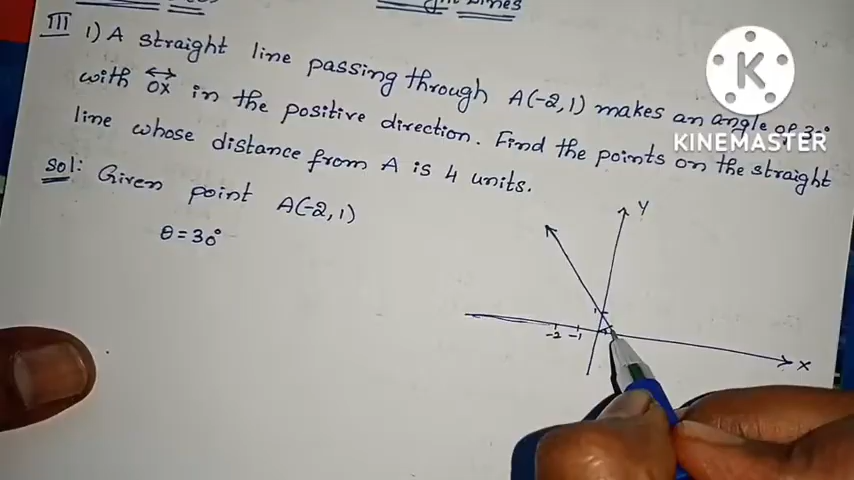 ght Lines
III 1) A straight line passing through A(-2,1) makes an angle of 30°
with OX in the positive direction. Find the points on the straight
line whose distance from A is 4 units.
Sol: Given point A(-2,1)
θ = 30°
Y
1
-2 -1
X
K
KINEMASTER